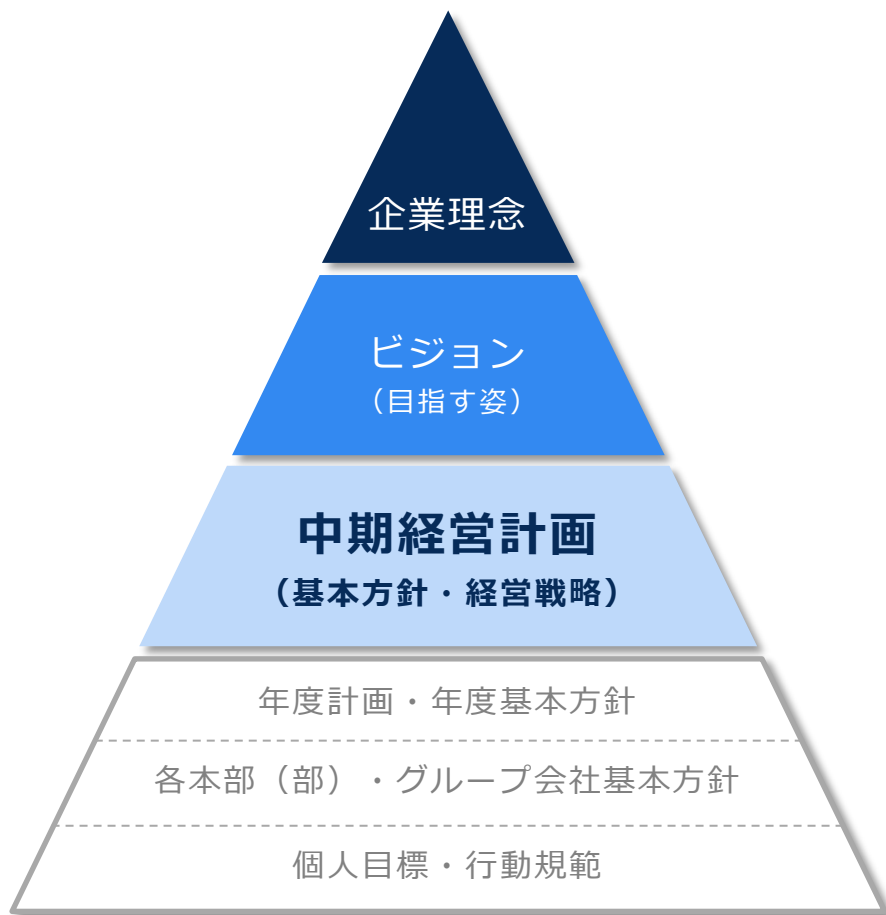 企業理念
ビジョン
（目指す姿）
中期経営計画
（基本方針・経営戦略）
年度計画・年度基本方針
各本部（部）・グループ会社基本方針
個人目標・行動規範